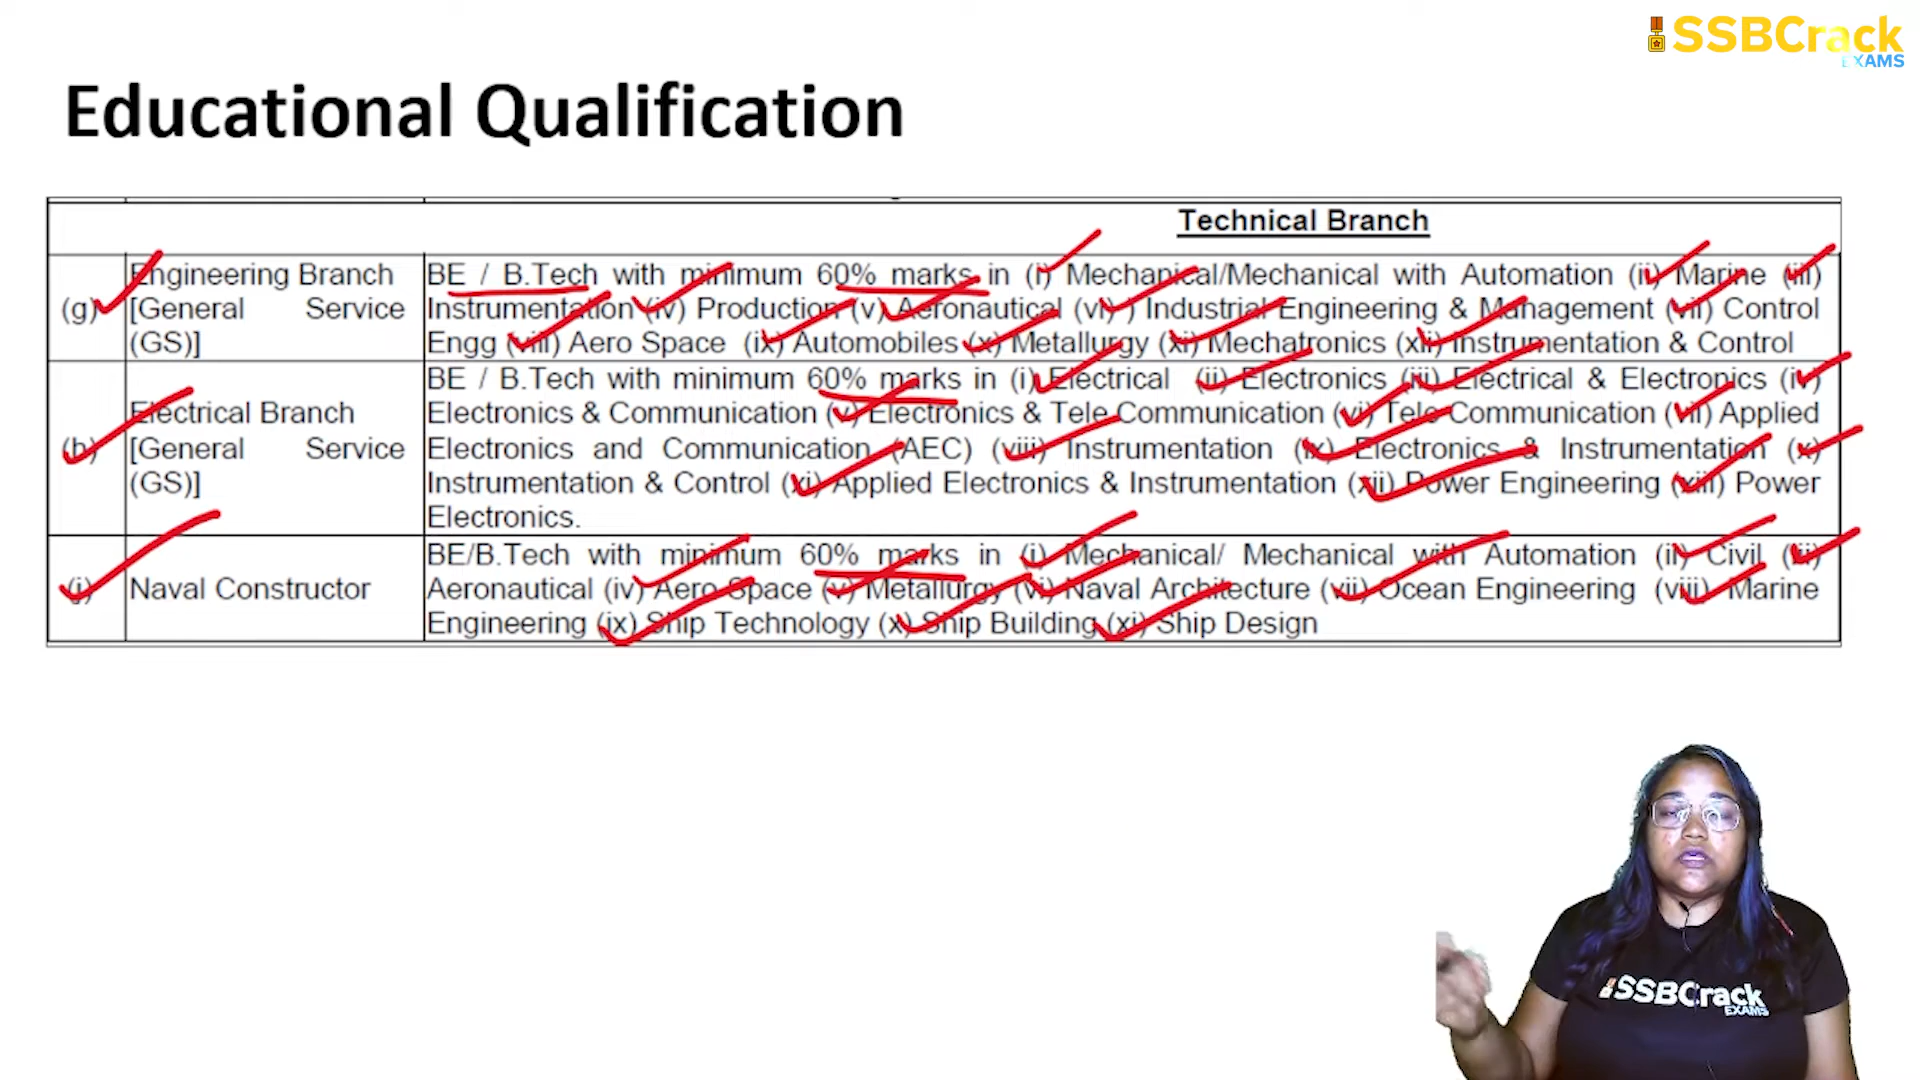 SSBCrack
EXAMS
Educational Qualification
Technical Branch
(g) Engineering Branch [General Service (GS)]
BE / B.Tech with minimum 60% marks in (i) Mechanical/Mechanical with Automation (ii) Marine (iii)
Instrumentation (iv) Production (v) Aeronautical (vi ) Industrial Engineering & Management (vii) Control
Engg (viii) Aero Space (ix) Automobiles (x) Metallurgy (xi) Mechatronics (xii) Instrumentation & Control
(h) Electrical Branch [General Service (GS)]
BE / B.Tech with minimum 60% marks in (i) Electrical (ii) Electronics (iii) Electrical & Electronics (iv)
Electronics & Communication (v) Electronics & Tele Communication (vi) Tele Communication (vii) Applied
Electronics and Communication (AEC) (viii) Instrumentation (ix) Electronics & Instrumentation (x)
Instrumentation & Control (xi) Applied Electronics & Instrumentation (xii) Power Engineering (xiii) Power
Electronics.
(j) Naval Constructor
BE/B.Tech with minimum 60% marks in (i) Mechanical/ Mechanical with Automation (ii) Civil (iii)
Aeronautical (iv) Aero Space (v) Metallurgy (vi) Naval Architecture (vii) Ocean Engineering (viii) Marine
Engineering (ix) Ship Technology (x) Ship Building (xi) Ship Design
SSBCrack
EXAMS